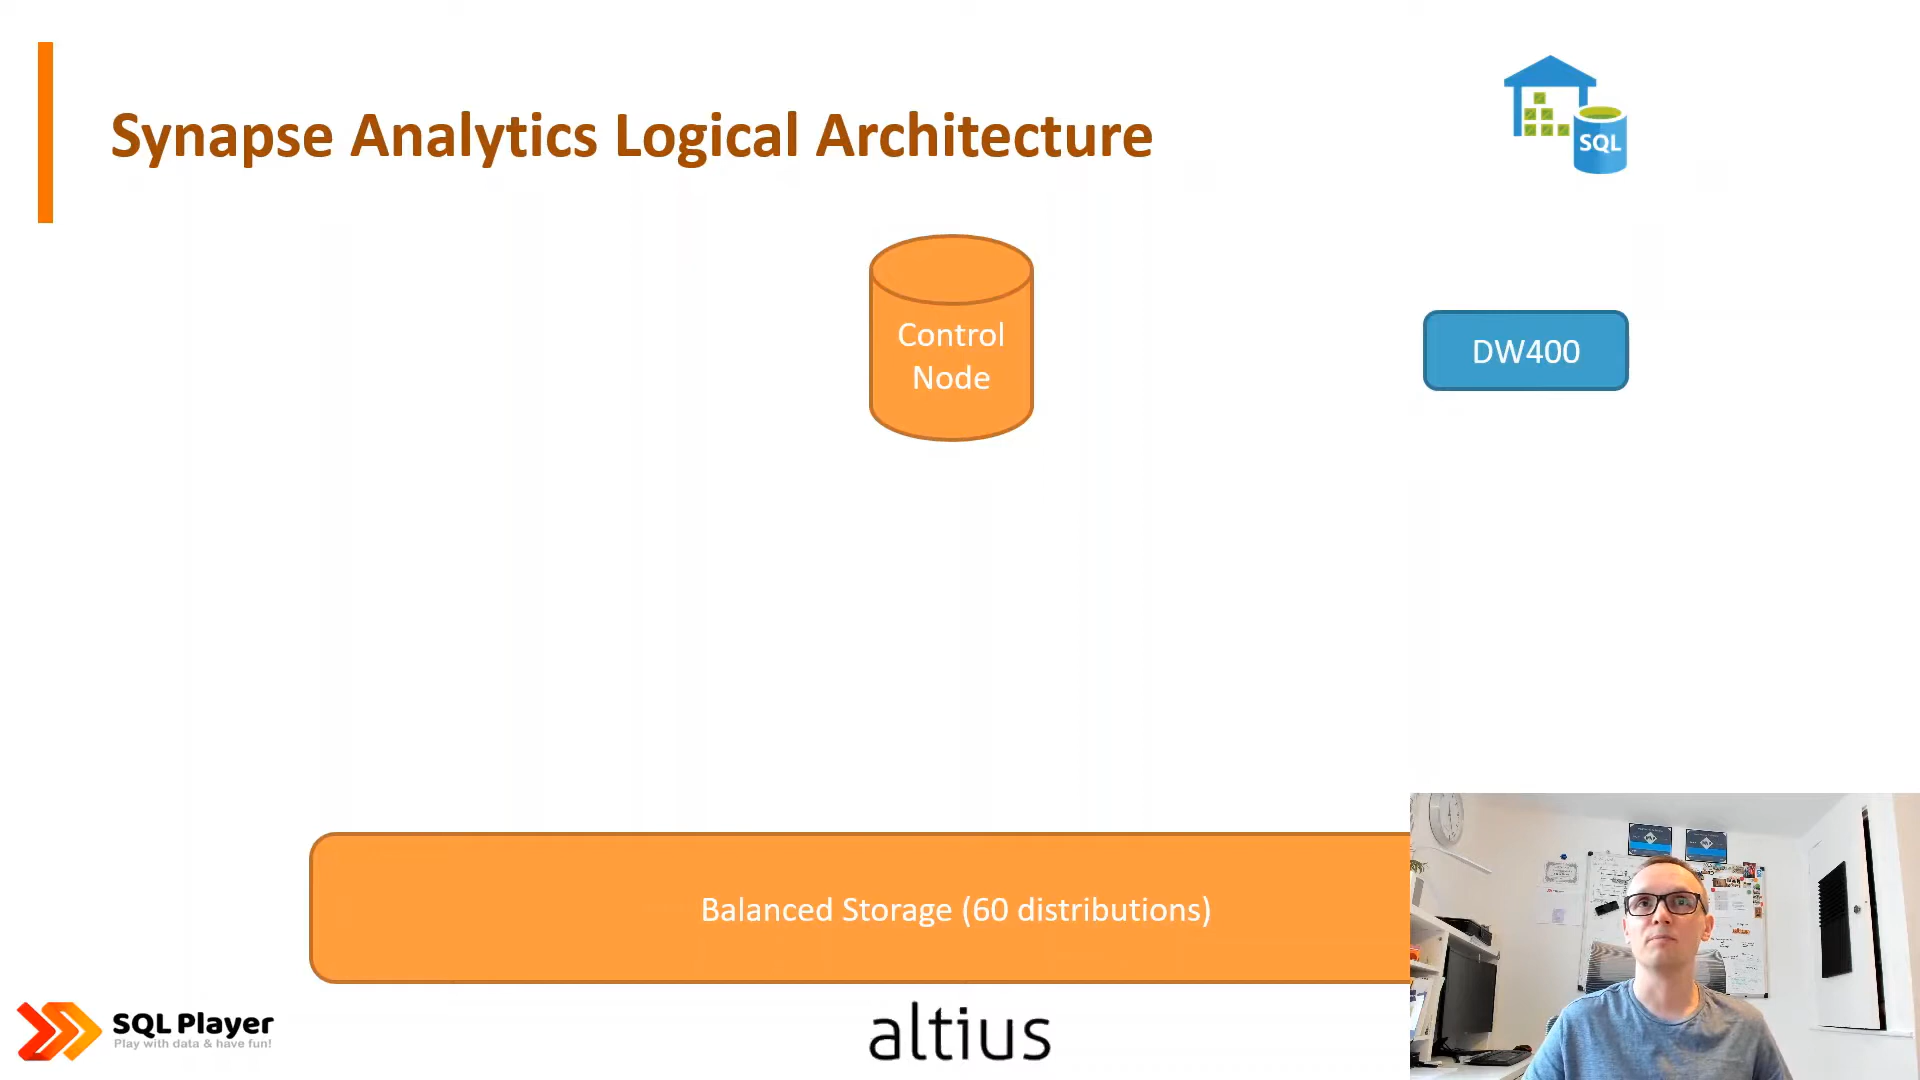 Synapse Analytics Logical Architecture
SQL
Control
Node
DW400
Balanced Storage (60 distributions)
SQL Player
Play with data & have fun!
altius